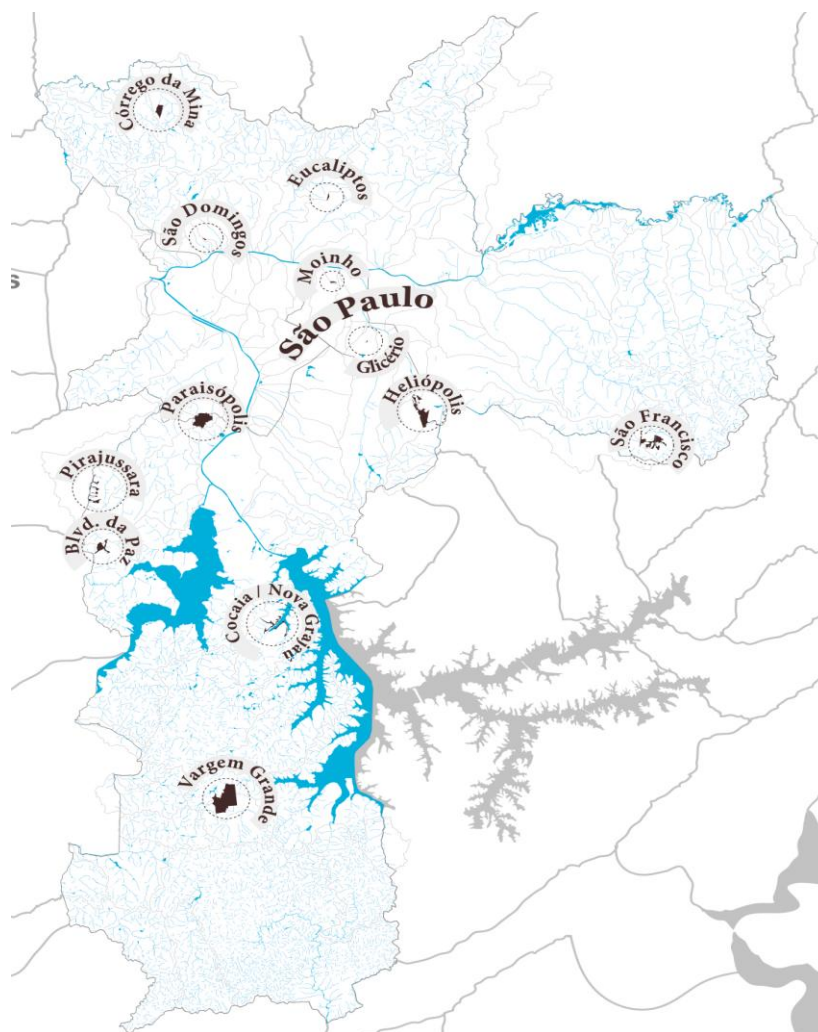 Córrego da Mina
Eucaliptos
São Domingos
Moinho
s
São Paulo
Glicério
Heliópolis
Paraisópolis
São Francisco
Pirajussara
Blvd. da Paz
Cocaia | Nova Grajaú
Vargem Grande